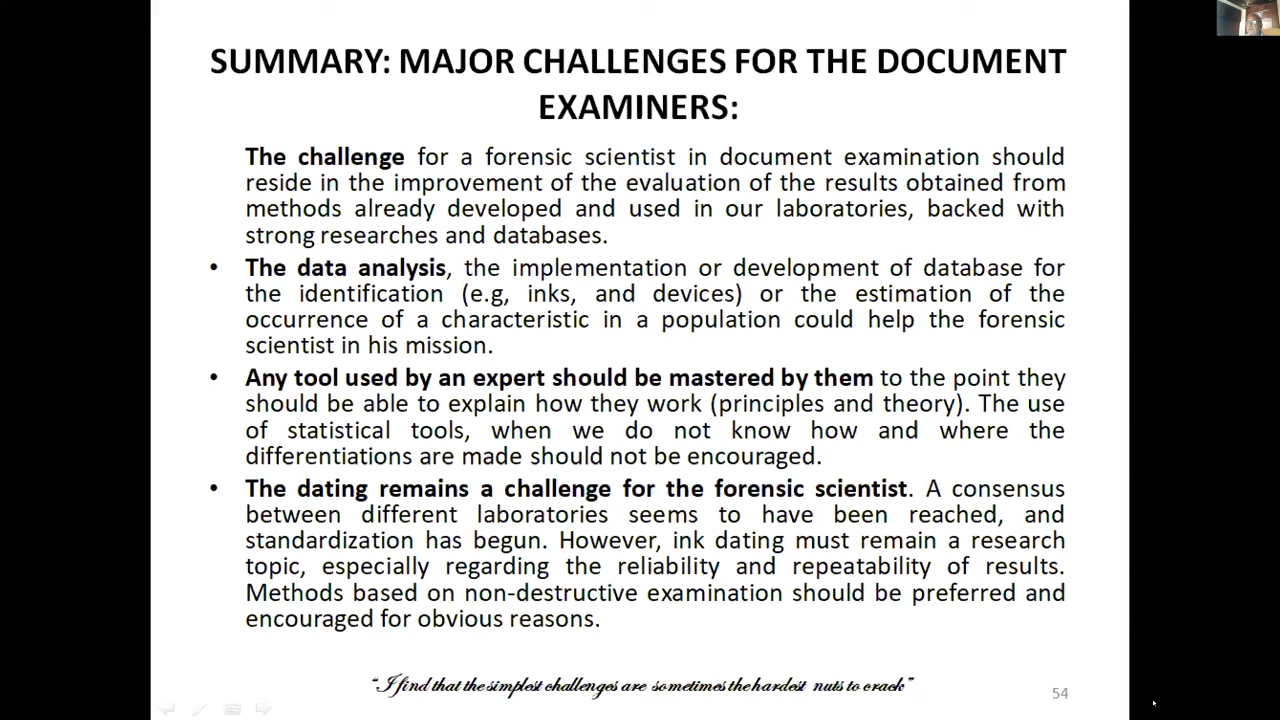 SUMMARY: MAJOR CHALLENGES FOR THE DOCUMENT
EXAMINERS:
The challenge for a forensic scientist in document examination should
reside in the improvement of the evaluation of the results obtained from
methods already developed and used in our laboratories, backed with
strong researches and databases.
• The data analysis, the implementation or development of database for
the identification (e.g, inks, and devices) or the estimation of the
occurrence of a characteristic in a population could help the forensic
scientist in his mission.
• Any tool used by an expert should be mastered by them to the point they
should be able to explain how they work (principles and theory). The use
of statistical tools, when we do not know how and where the
differentiations are made should not be encouraged.
• The dating remains a challenge for the forensic scientist. A consensus
between different laboratories seems to have been reached, and
standardization has begun. However, ink dating must remain a research
topic, especially regarding the reliability and repeatability of results.
Methods based on non-destructive examination should be preferred and
encouraged for obvious reasons.
“I find that the simplest challenges are sometimes the hardest nuts to crack”
54